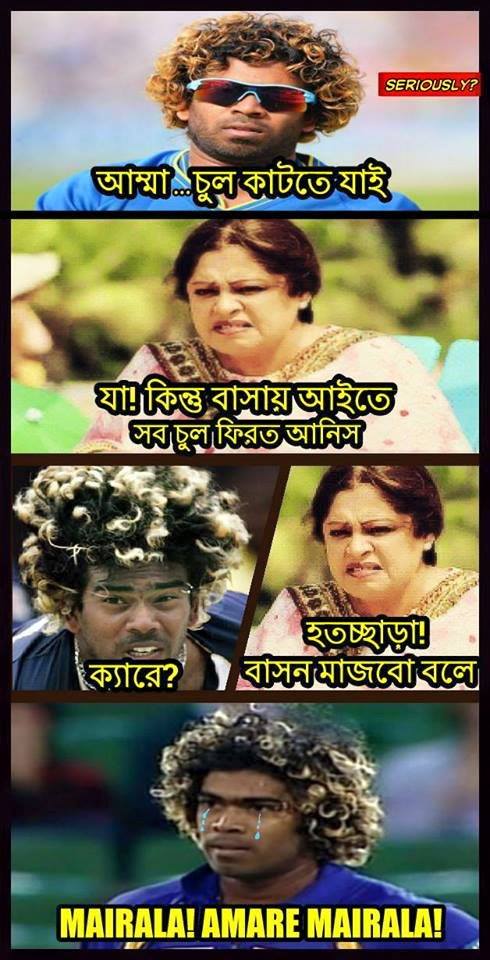 SERIOUSLY?
আম্মা...চুল কাটতে যাই
যা! কিন্তু বাসায় আইতে
সব চুল ফিরত আনিস
ক্যারে?
হতচ্ছাড়া!
বাসন মাজবো বলে
MAIRALA! AMARE MAIRALA!